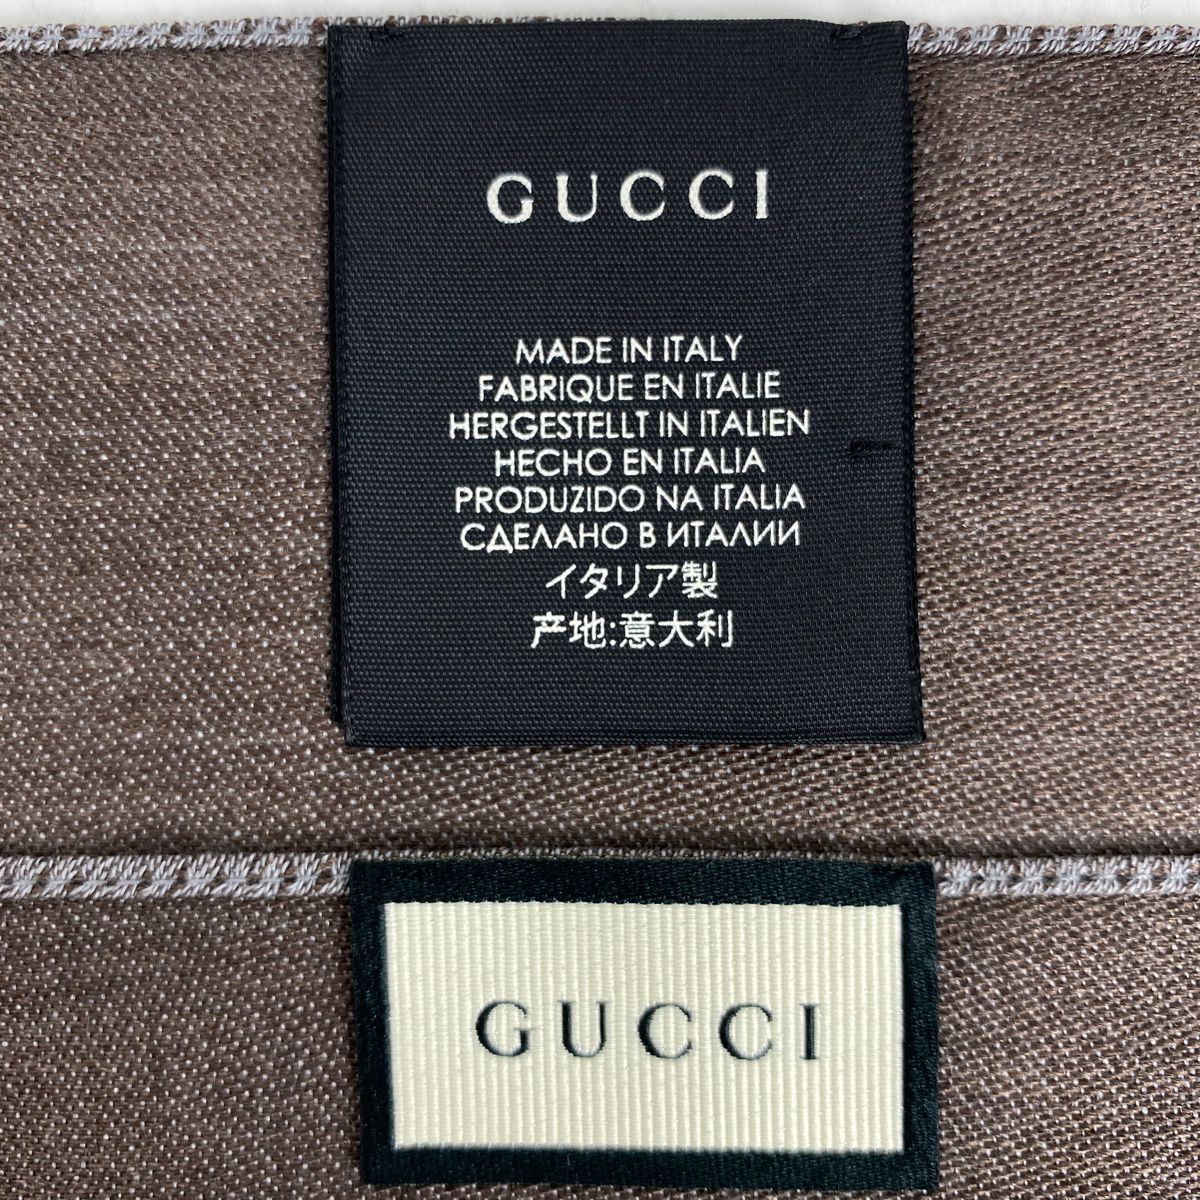 GUCCI
MADE IN ITALY
FABRIQUE EN ITALIE
HERGESTELLT IN ITALIEN
HECHO EN ITALIA
PRODUZIDO NA ITALIA
СДЕЛАНО В ИТАЛИИ
イタリア製
产地:意大利
GUCCI